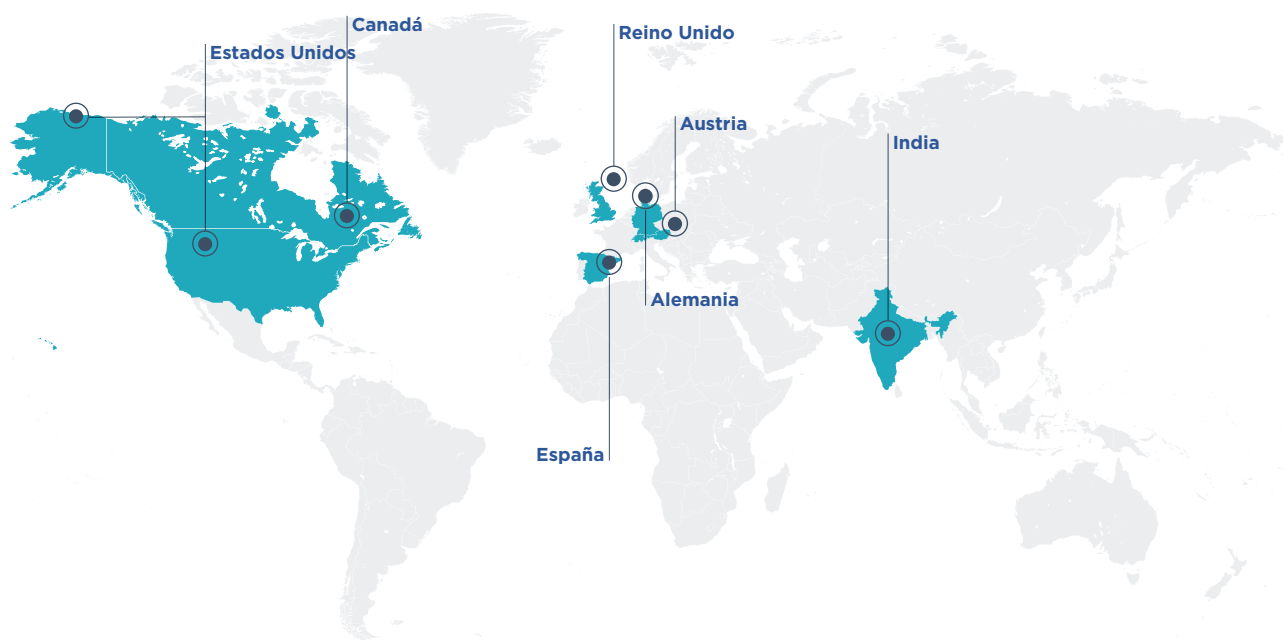 Canadá
Reino Unido
Estados Unidos
Austria
India
Alemania
España